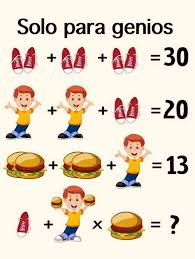 Solo para genios
+ + = 30
+ + = 20
+ + = 13
+ × = ?